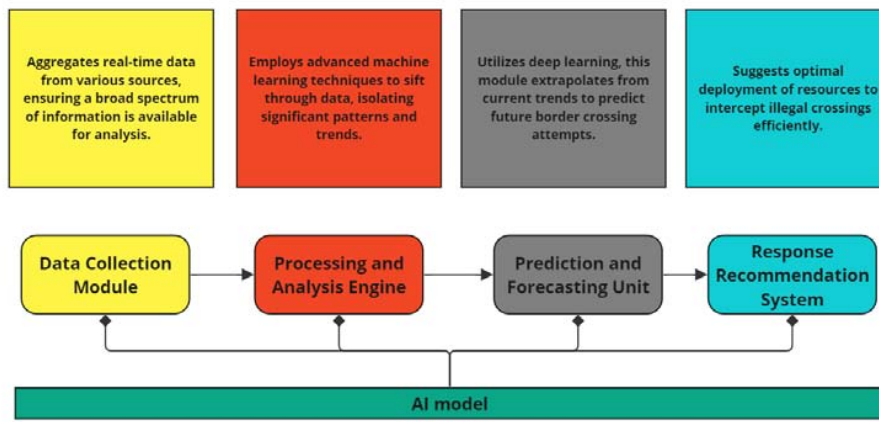 Aggregates real-time data
from various sources,
ensuring a broad spectrum
of information is available
for analysis.
Employs advanced machine
learning techniques to sift
through data, isolating
significant patterns and
trends.
Utilizes deep learning, this
module extrapolates from
current trends to predict
future border crossing
attempts.
Suggests optimal
deployment of resources to
intercept illegal crossings
efficiently.
Data Collection
Module
Processing and
Analysis Engine
Prediction and
Forecasting Unit
Response
Recommendation
System
AI model